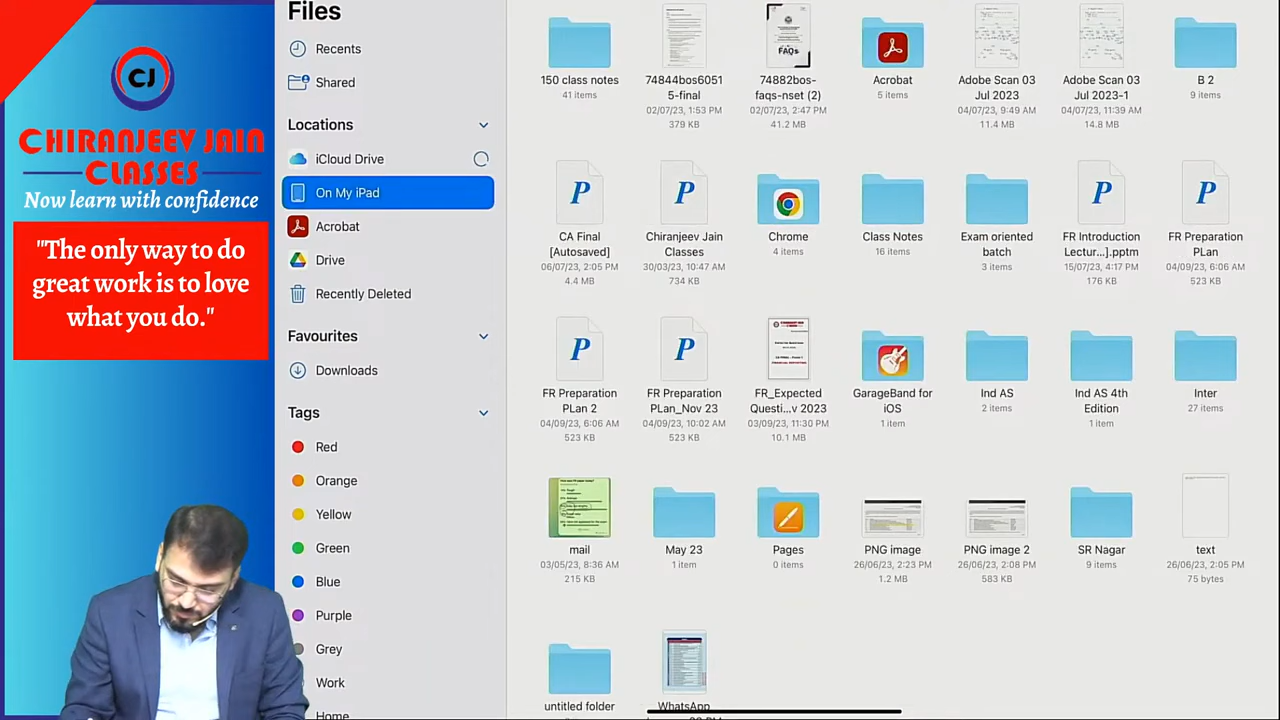 CJ
CHIRANJEEV JAIN
CLASSES
Now learn with confidence
"The only way to do
great work is to love
what you do."
Files
Recents
Shared
Locations
iCloud Drive
On My iPad
Acrobat
Drive
Recently Deleted
Favourites
Downloads
Tags
Red
Orange
Yellow
Green
Blue
Purple
Grey
Work
Home
150 class notes
41 items
74844bos6051
5-final
02/07/23, 1:53 PM
379 KB
FAQs
74882bos-
faqs-nset (2)
02/07/23, 2:47 PM
41.2 MB
Acrobat
5 items
Adobe Scan 03
Jul 2023
04/07/23, 9:49 AM
11.4 MB
Adobe Scan 03
Jul 2023-1
04/07/23, 11:39 AM
14.8 MB
B 2
9 items
P
CA Final
[Autosaved]
06/07/23, 2:05 PM
4.4 MB
P
Chiranjeev Jain
Classes
30/03/23, 10:47 AM
734 KB
Chrome
4 items
Class Notes
16 items
Exam oriented
batch
3 items
P
FR Introduction
Lectur...].pptm
15/07/23, 4:17 PM
176 KB
P
FR Preparation
PLan
04/09/23, 6:06 AM
523 KB
P
FR Preparation
PLan 2
04/09/23, 6:06 AM
523 KB
P
FR Preparation
PLan_Nov 23
04/09/23, 10:02 AM
523 KB
FR_Expected
Questi...v 2023
03/09/23, 11:30 PM
10.1 MB
GarageBand for
iOS
1 item
Ind AS
2 items
Ind AS 4th
Edition
1 item
Inter
27 items
mail
03/05/23, 8:36 AM
215 KB
May 23
1 item
Pages
0 items
PNG image
26/06/23, 2:23 PM
1.2 MB
PNG image 2
26/06/23, 2:08 PM
583 KB
SR Nagar
9 items
text
26/06/23, 2:05 PM
75 bytes
untitled folder
WhatsApp